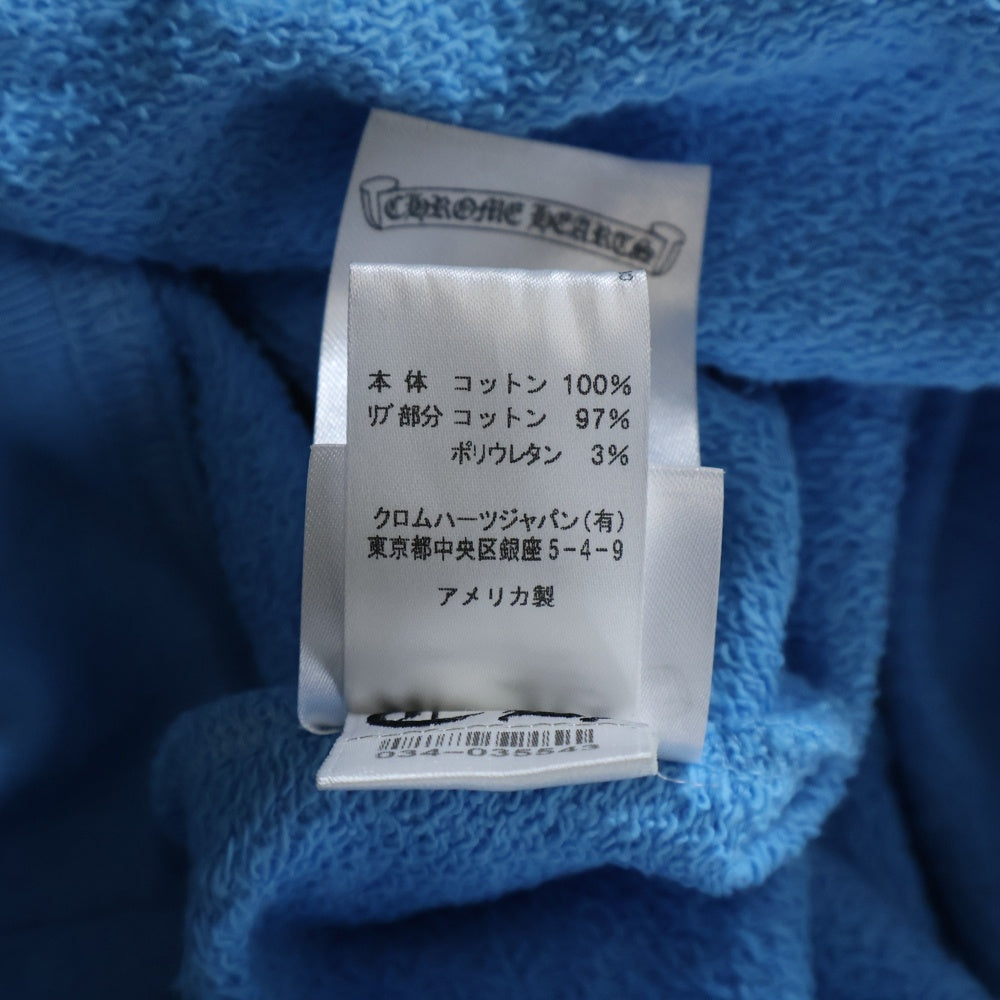 CHROME HEARTS
本体 コットン 100%
リブ部分 コットン 97%
ポリウレタン 3%
クロムハーツジャパン(有)
東京都中央区銀座5-4-9
アメリカ製
034-035543